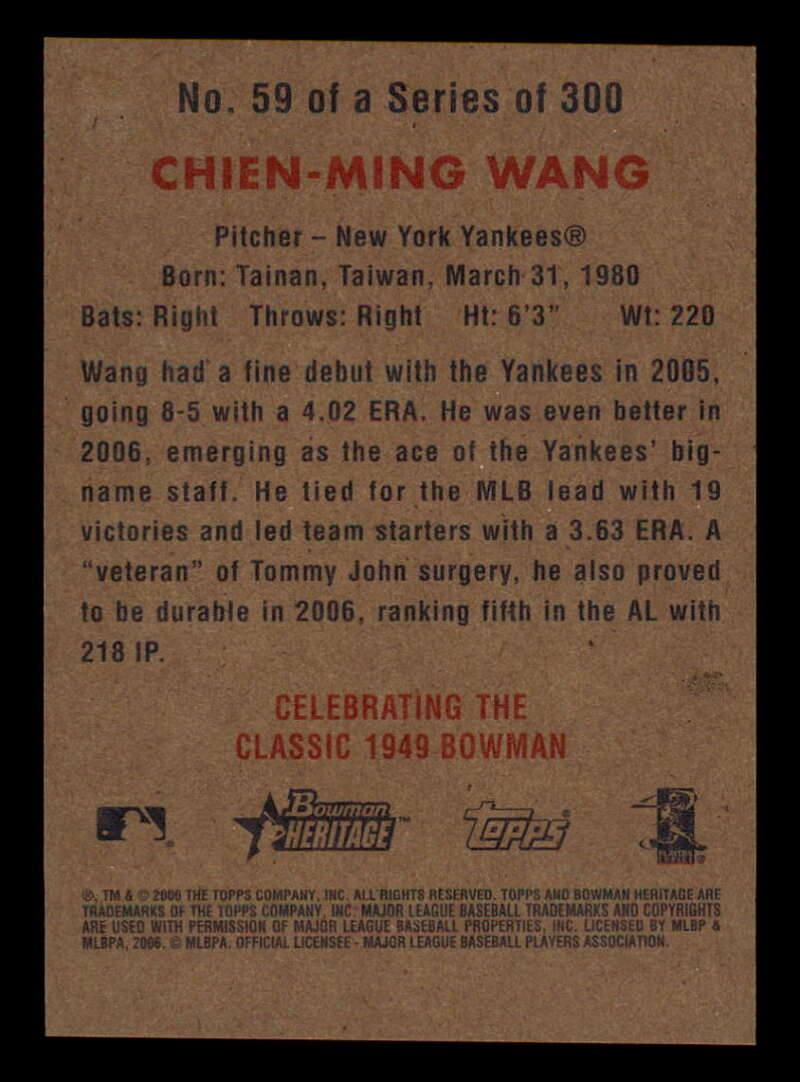 No. 59 of a Series of 300
CHIEN-MING WANG
Pitcher – New York Yankees®
Born: Tainan, Taiwan, March 31, 1980
Bats: Right Throws: Right Ht: 6'3" Wt: 220
Wang had a fine debut with the Yankees in 2005,
going 8-5 with a 4.02 ERA. He was even better in
2006, emerging as the ace of the Yankees' big-
name staff. He tied for the MLB lead with 19
victories and led team starters with a 3.63 ERA. A
“veteran” of Tommy John surgery, he also proved
to be durable in 2006, ranking fifth in the AL with
218 IP.
CELEBRATING THE
CLASSIC 1949 BOWMAN
Bowman HERITAGE™ Topps®
®, TM & © 2006 THE TOPPS COMPANY, INC. ALL RIGHTS RESERVED. TOPPS AND BOWMAN HERITAGE ARE
TRADEMARKS OF THE TOPPS COMPANY, INC. MAJOR LEAGUE BASEBALL TRADEMARKS AND COPYRIGHTS
ARE USED WITH PERMISSION OF MAJOR LEAGUE BASEBALL PROPERTIES, INC. LICENSED BY MLBP &
MLBPA, 2006. © MLBPA. OFFICIAL LICENSEE - MAJOR LEAGUE BASEBALL PLAYERS ASSOCIATION.